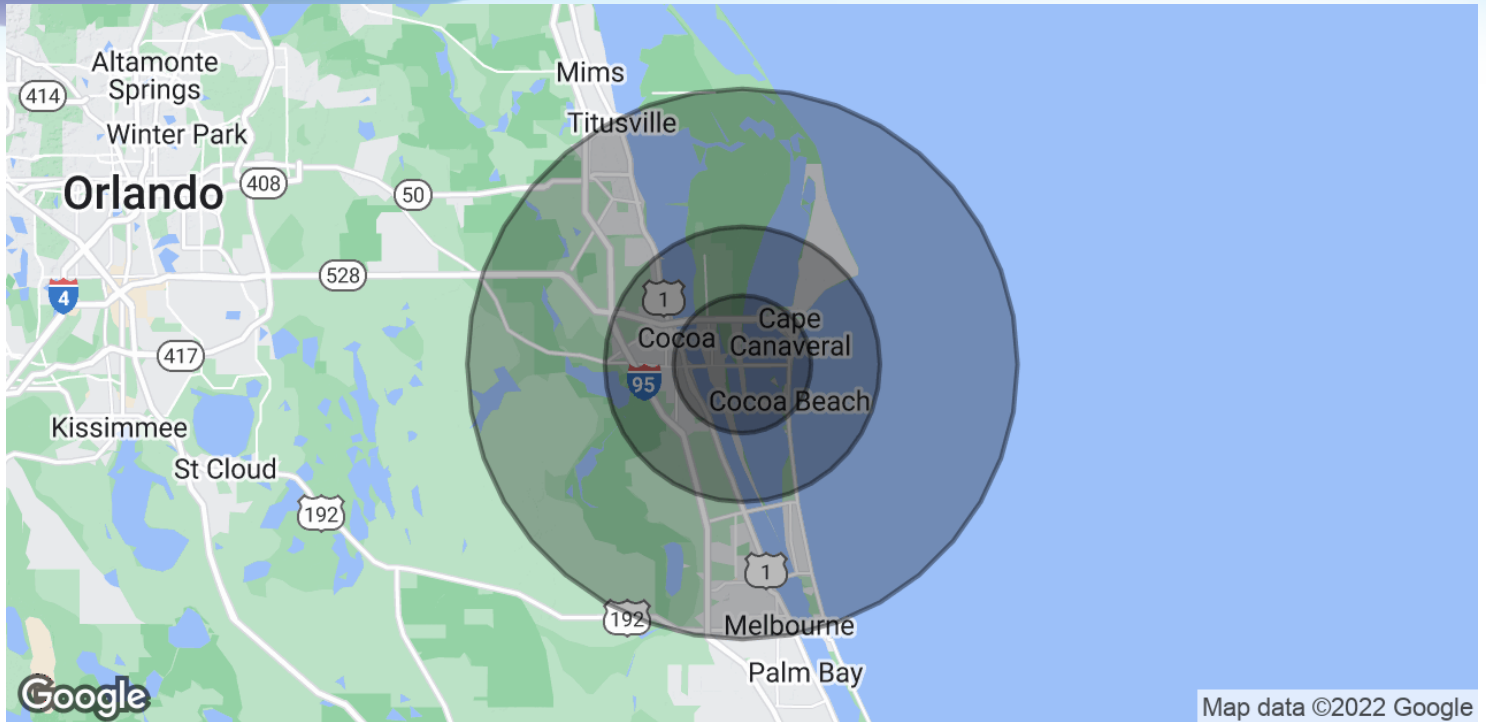 Altamonte
Springs
414
Winter Park
Orlando
408
50
Mims
Titusville
528
4
417
1
Cocoa
Cape
Canaveral
95
Cocoa Beach
Kissimmee
St Cloud
192
1
192
Melbourne
Palm Bay
Google
Map data ©2022 Google